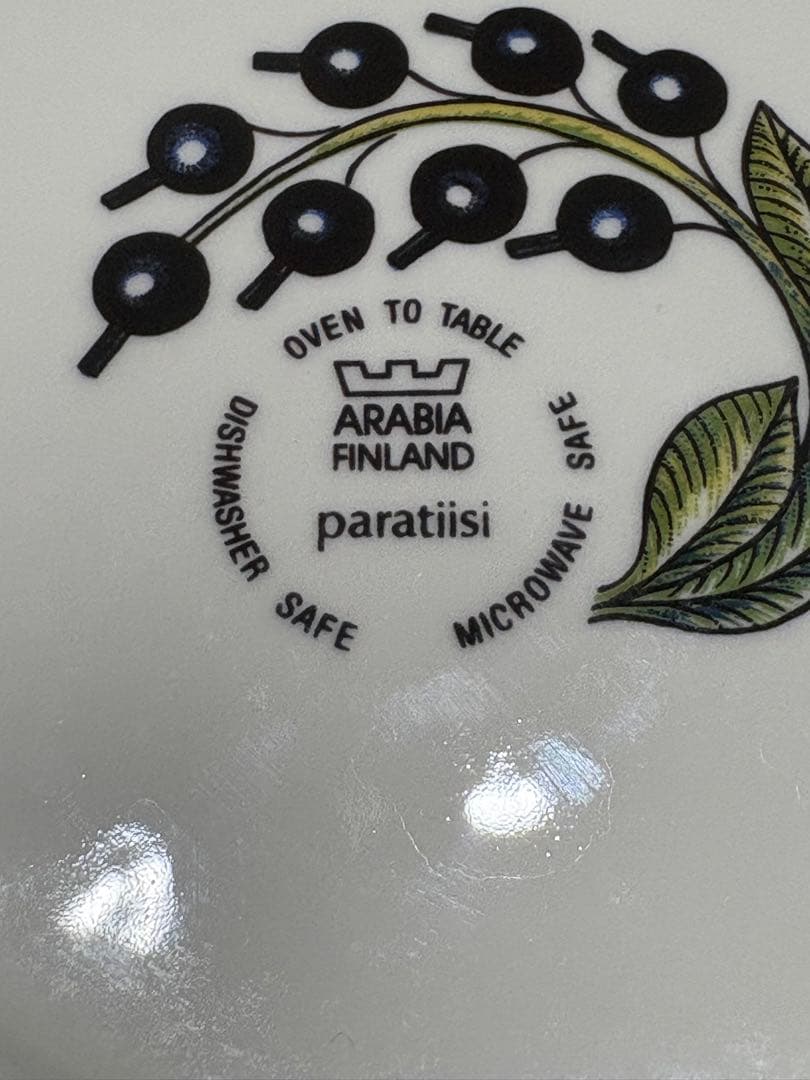 OVEN TO TABLE
ARABIA
FINLAND
paratiisi
DISHWASHER SAFE
MICROWAVE SAFE